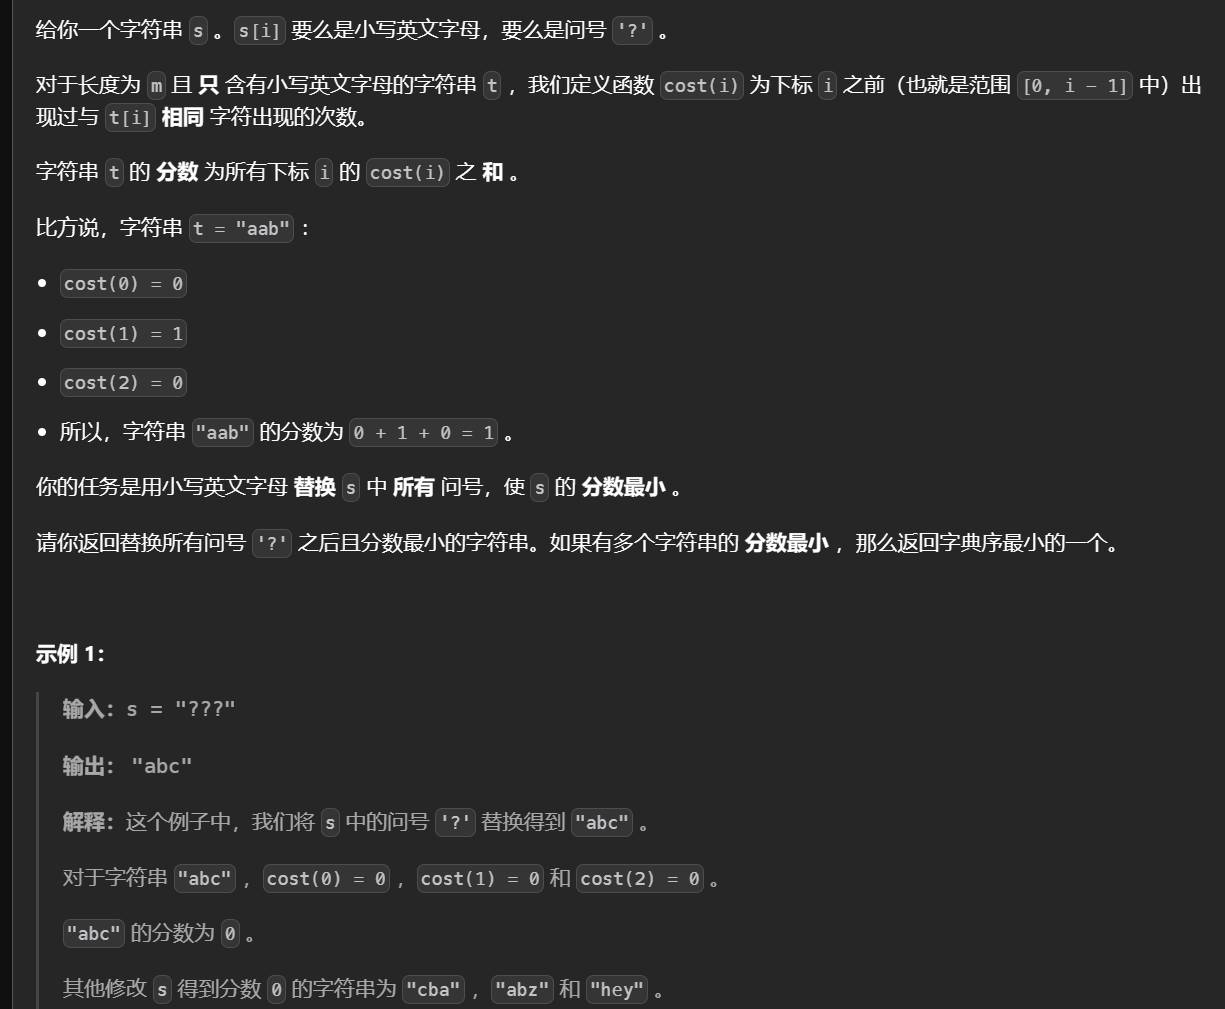 给你一个字符串 s 。s[i] 要么是小写英文字母，要么是问号 '?' 。
对于长度为 m 且 只 含有小写英文字母的字符串 t ，我们定义函数 cost(i) 为下标 i 之前（也就是范围 [0, i - 1] 中）出
现过与 t[i] 相同 字符出现的次数。
字符串 t 的 分数 为所有下标 i 的 cost(i) 之 和 。
比方说，字符串 t = "aab" ：
• cost(0) = 0
• cost(1) = 1
• cost(2) = 0
• 所以，字符串 "aab" 的分数为 0 + 1 + 0 = 1 。
你的任务是用小写英文字母 替换 s 中 所有 问号，使 s 的 分数最小 。
请你返回替换所有问号 '?' 之后且分数最小的字符串。如果有多个字符串的 分数最小 ，那么返回字典序最小的一个。
示例 1：
输入：s = "???"
输出： "abc"
解释：这个例子中，我们将 s 中的问号 '?' 替换得到 "abc" 。
对于字符串 "abc" ，cost(0) = 0 ，cost(1) = 0 和 cost(2) = 0 。
"abc" 的分数为 0 。
其他修改 s 得到分数 0 的字符串为 "cba" ，"abz" 和 "hey" 。